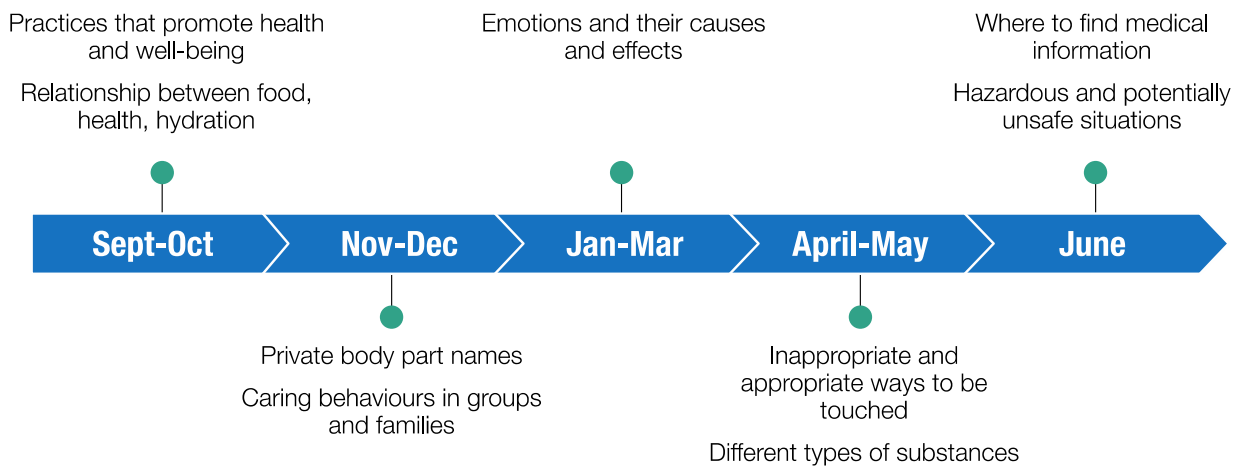 Practices that promote health
and well-being
Relationship between food,
health, hydration
Emotions and their causes
and effects
Where to find medical
information
Hazardous and potentially
unsafe situations
Sept-Oct
Nov-Dec
Jan-Mar
April-May
June
Private body part names
Caring behaviours in groups
and families
Inappropriate and
appropriate ways to be
touched
Different types of substances